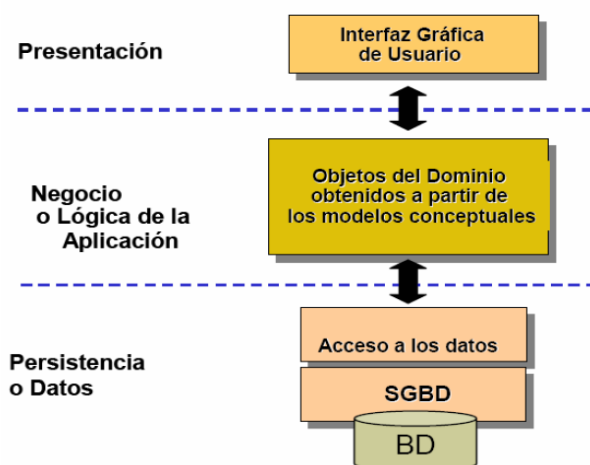 Presentación
Interfaz Gráfica
de Usuario
Negocio
o Lógica de la
Aplicación
Objetos del Dominio
obtenidos a partir de
los modelos conceptuales
Persistencia
o Datos
Acceso a los datos
SGBD
BD